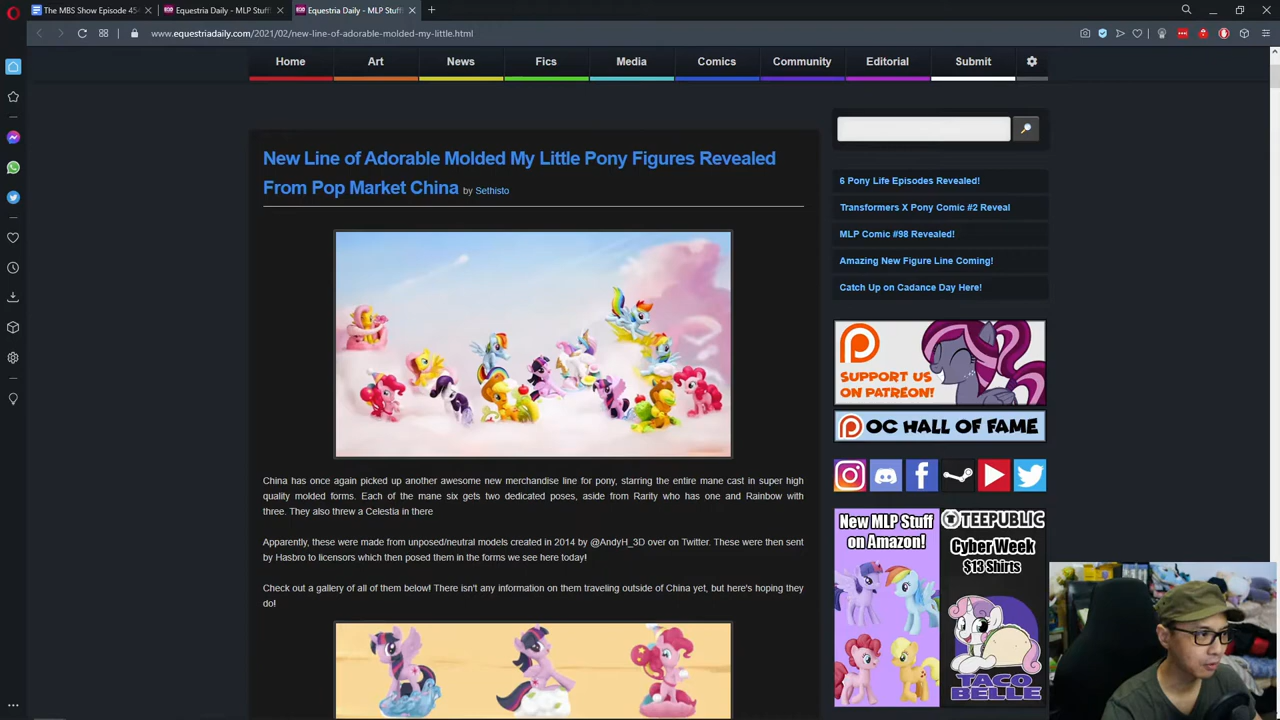 The MBS Show Episode 45
Equestria Daily - MLP Stuff!
Equestria Daily - MLP Stuff!
www.equestriadaily.com/2021/02/new-line-of-adorable-molded-my-little.html
Home
Art
News
Fics
Media
Comics
Community
Editorial
Submit
New Line of Adorable Molded My Little Pony Figures Revealed
From Pop Market China by Sethisto
China has once again picked up another awesome new merchandise line for pony, starring the entire mane cast in super high
quality molded forms. Each of the mane six gets two dedicated poses, aside from Rarity who has one and Rainbow with
three. They also threw a Celestia in there
Apparently, these were made from unposed/neutral models created in 2014 by @AndyH_3D over on Twitter. These were then sent
by Hasbro to licensors which then posed them in the forms we see here today!
Check out a gallery of all of them below! There isn't any information on them traveling outside of China yet, but here's hoping they
do!
6 Pony Life Episodes Revealed!
Transformers X Pony Comic #2 Reveal
MLP Comic #98 Revealed!
Amazing New Figure Line Coming!
Catch Up on Cadance Day Here!
SUPPORT US
ON PATREON!
OC HALL OF FAME
New MLP Stuff
on Amazon!
TEEPUBLIC
Cyber Week
$13 Shirts
TACO
BELLE